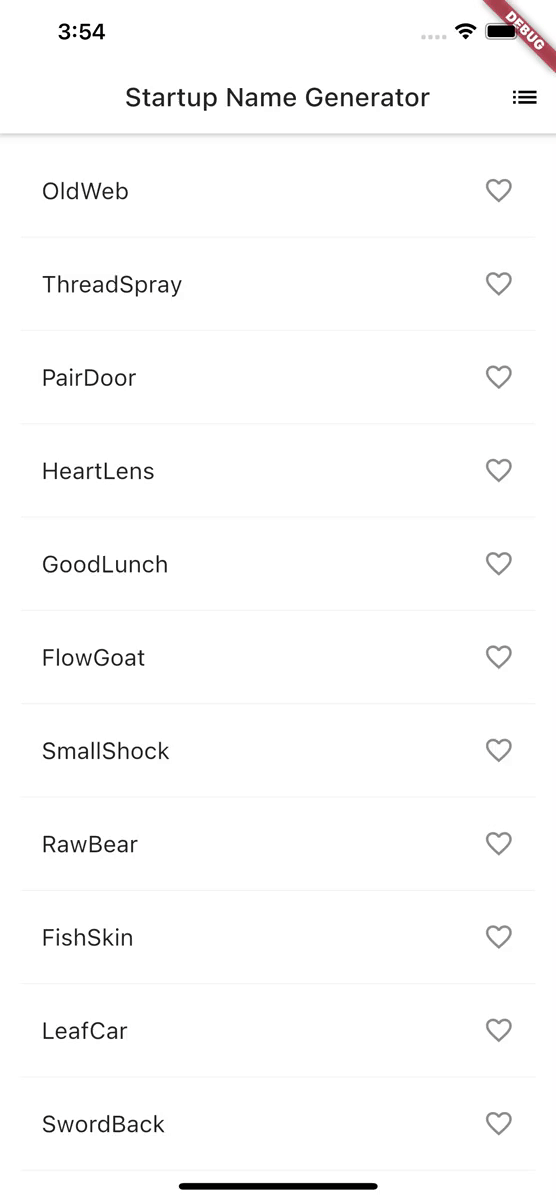 3:54
DEBUG
Startup Name Generator
OldWeb
ThreadSpray
PairDoor
HeartLens
GoodLunch
FlowGoat
SmallShock
RawBear
FishSkin
LeafCar
SwordBack